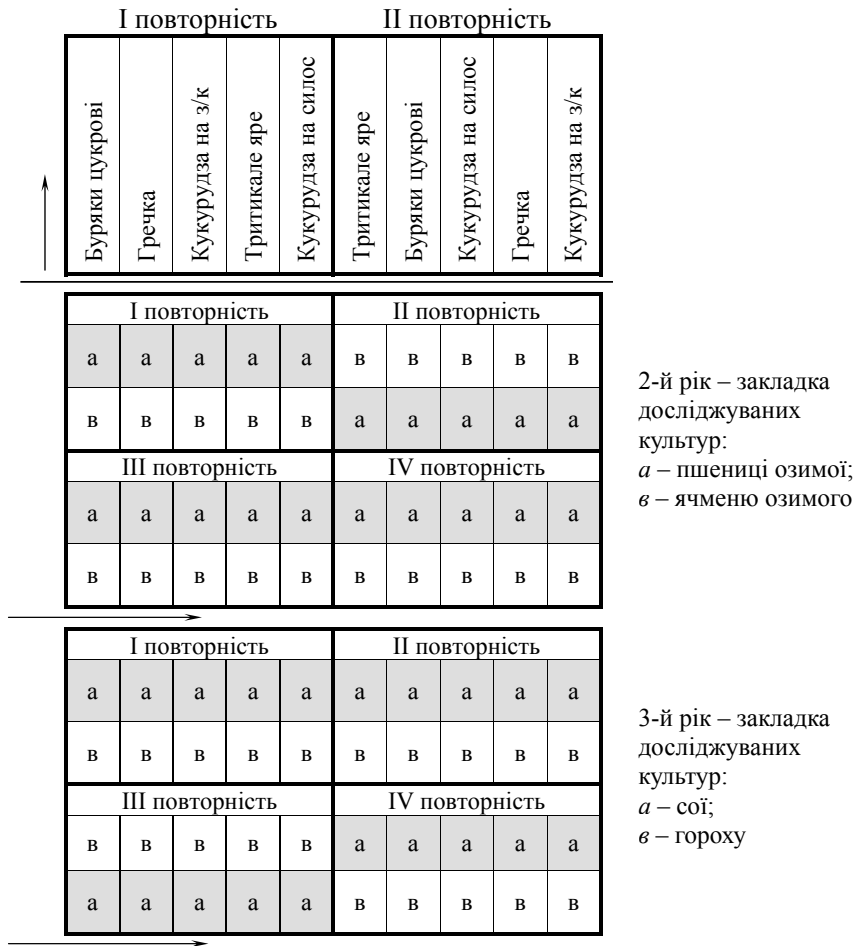 І повторність ІІ повторність
Буряки цукрові
Гречка
Кукурудза на з/к
Тритикале яре
Кукурудза на силос
Тритикале яре
Буряки цукрові
Кукурудза на силос
Гречка
Кукурудза на з/к
І повторність ІІ повторність
а а а а а в в в в в
в в в в в а а а а а
ІІІ повторність IV повторність
а а а а а а а а а а
в в в в в в в в в в
2-й рік – закладка
досліджуваних
культур:
а – пшениці озимої;
в – ячменю озимого
І повторність ІІ повторність
а а а а а а а а а а
в в в в в в в в в в
ІІІ повторність IV повторність
в в в в в а а а а а
а а а а а в в в в в
3-й рік – закладка
досліджуваних
культур:
а – сої;
в – гороху